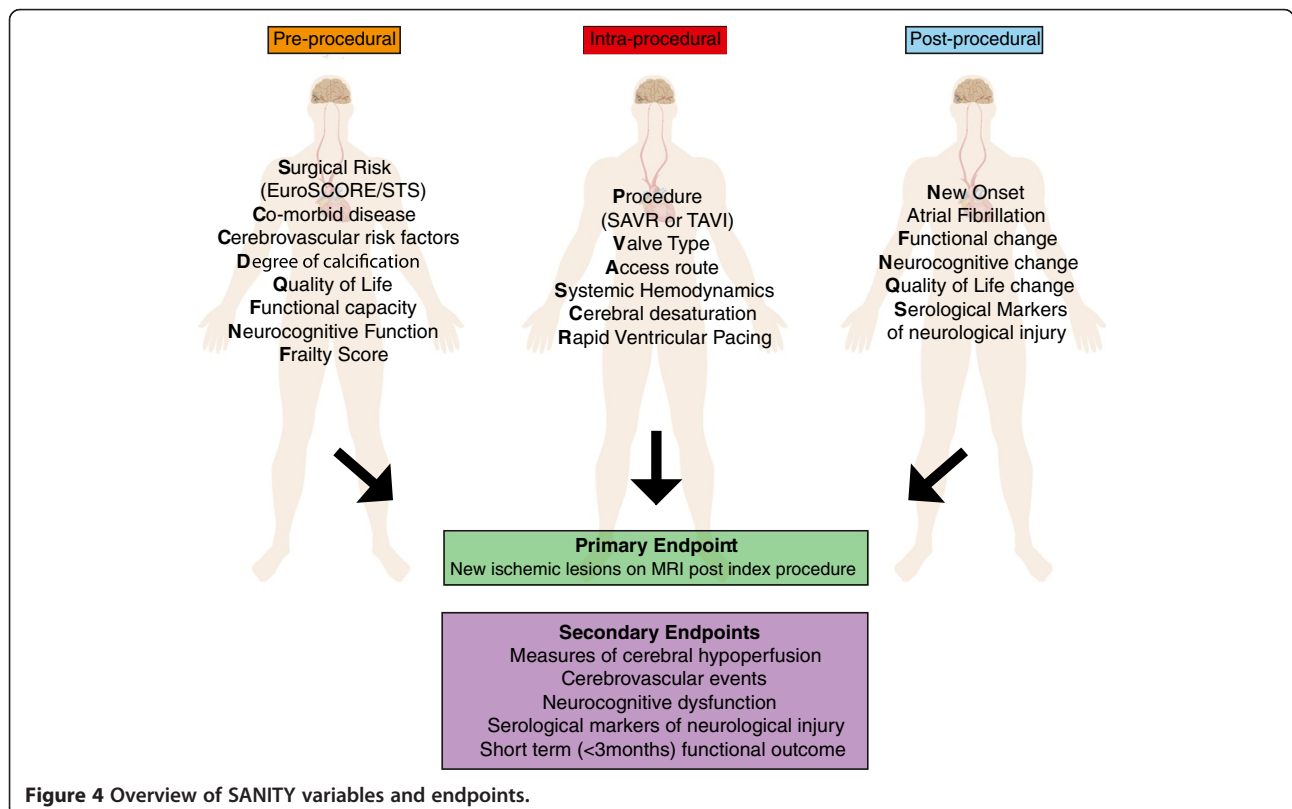 Pre-procedural
Intra-procedural
Post-procedural
Surgical Risk
(EuroSCORE/STS)
Co-morbid disease
Cerebrovascular risk factors
Degree of calcification
Quality of Life
Functional capacity
Neurocognitive Function
Frailty Score
Procedure
(SAVR or TAVI)
Valve Type
Access route
Systemic Hemodynamics
Cerebral desaturation
Rapid Ventricular Pacing
New Onset
Atrial Fibrillation
Functional change
Neurocognitive change
Quality of Life change
Serological Markers
of neurological injury
Primary Endpoint
New ischemic lesions on MRI post index procedure
Secondary Endpoints
Measures of cerebral hypoperfusion
Cerebrovascular events
Neurocognitive dysfunction
Serological markers of neurological injury
Short term (<3months) functional outcome
Figure 4 Overview of SANITY variables and endpoints.